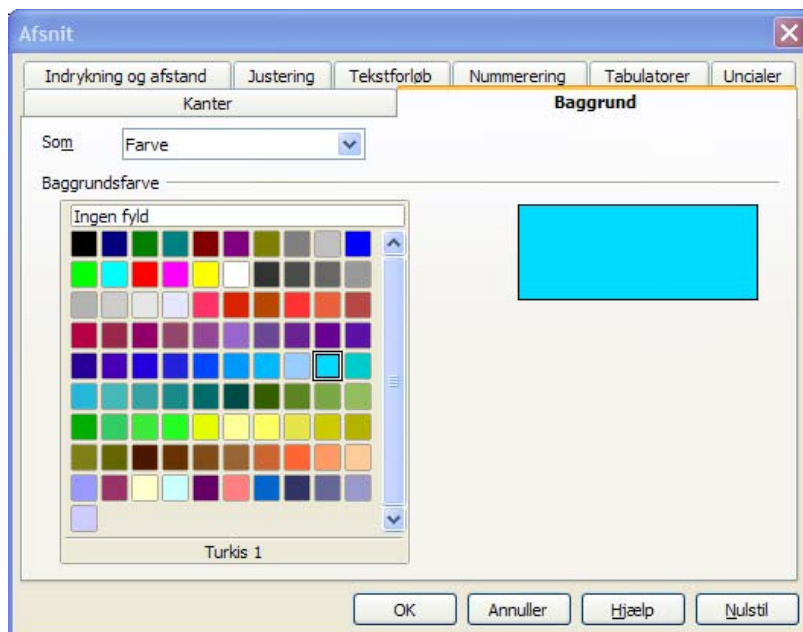 Afsnit
Indrykning og afstand Justering Tekstforløb Nummerering Tabulatorer Uncialer
Kanter Baggrund
Som Farve
Baggrundsfarve
Ingen fyld
Turkis 1
OK Annuller Hjælp Nulstil